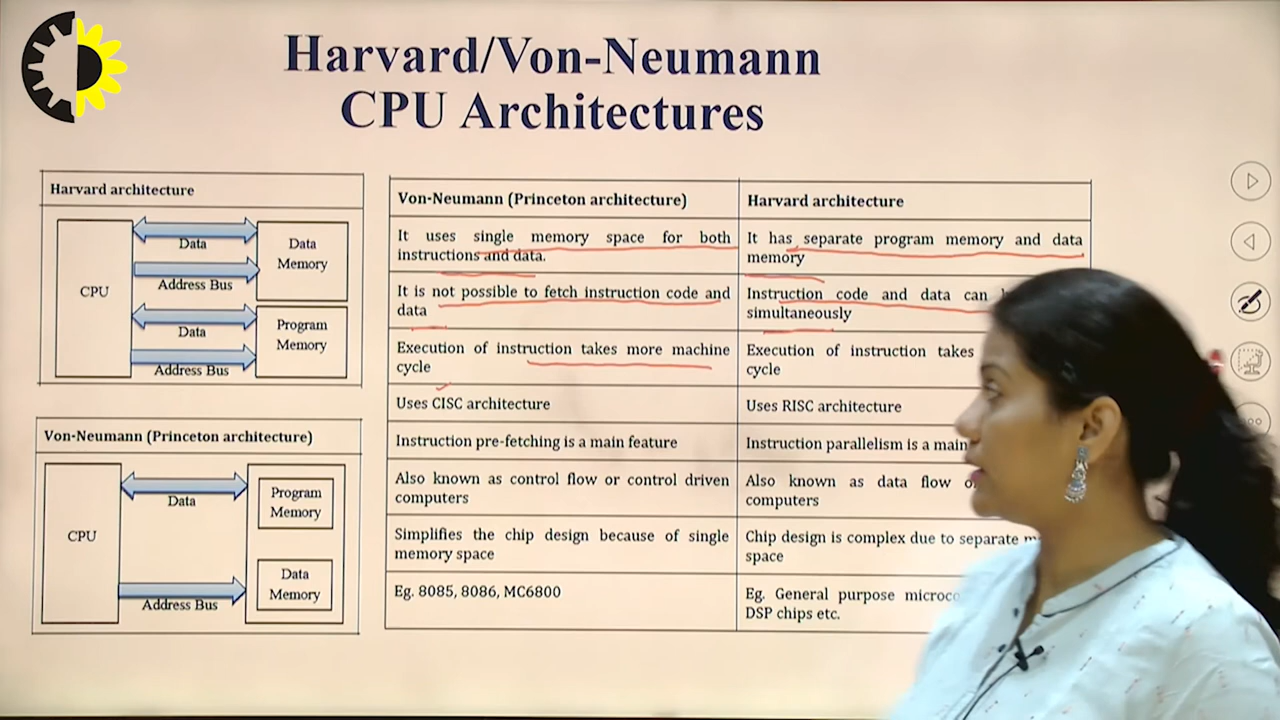 Harvard/Von-Neumann
CPU Architectures
Harvard architecture
CPU
Data
Address Bus
Data
Address Bus
Data
Memory
Program
Memory
Von-Neumann (Princeton architecture)
CPU
Data
Address Bus
Program
Memory
Data
Memory
Von-Neumann (Princeton architecture)
Harvard architecture
It uses single memory space for both
instructions and data.
It has separate program memory and data
memory
It is not possible to fetch instruction code and
data
Instruction code and data can
simultaneously
Execution of instruction takes more machine
cycle
Execution of instruction takes
cycle
Uses CISC architecture
Uses RISC architecture
Instruction pre-fetching is a main feature
Instruction parallelism is a main
Also known as control flow or control driven
computers
Also known as data flow
computers
Simplifies the chip design because of single
memory space
Chip design is complex due to separate
space
Eg. 8085, 8086, MC6800
Eg. General purpose
DSP chips etc.